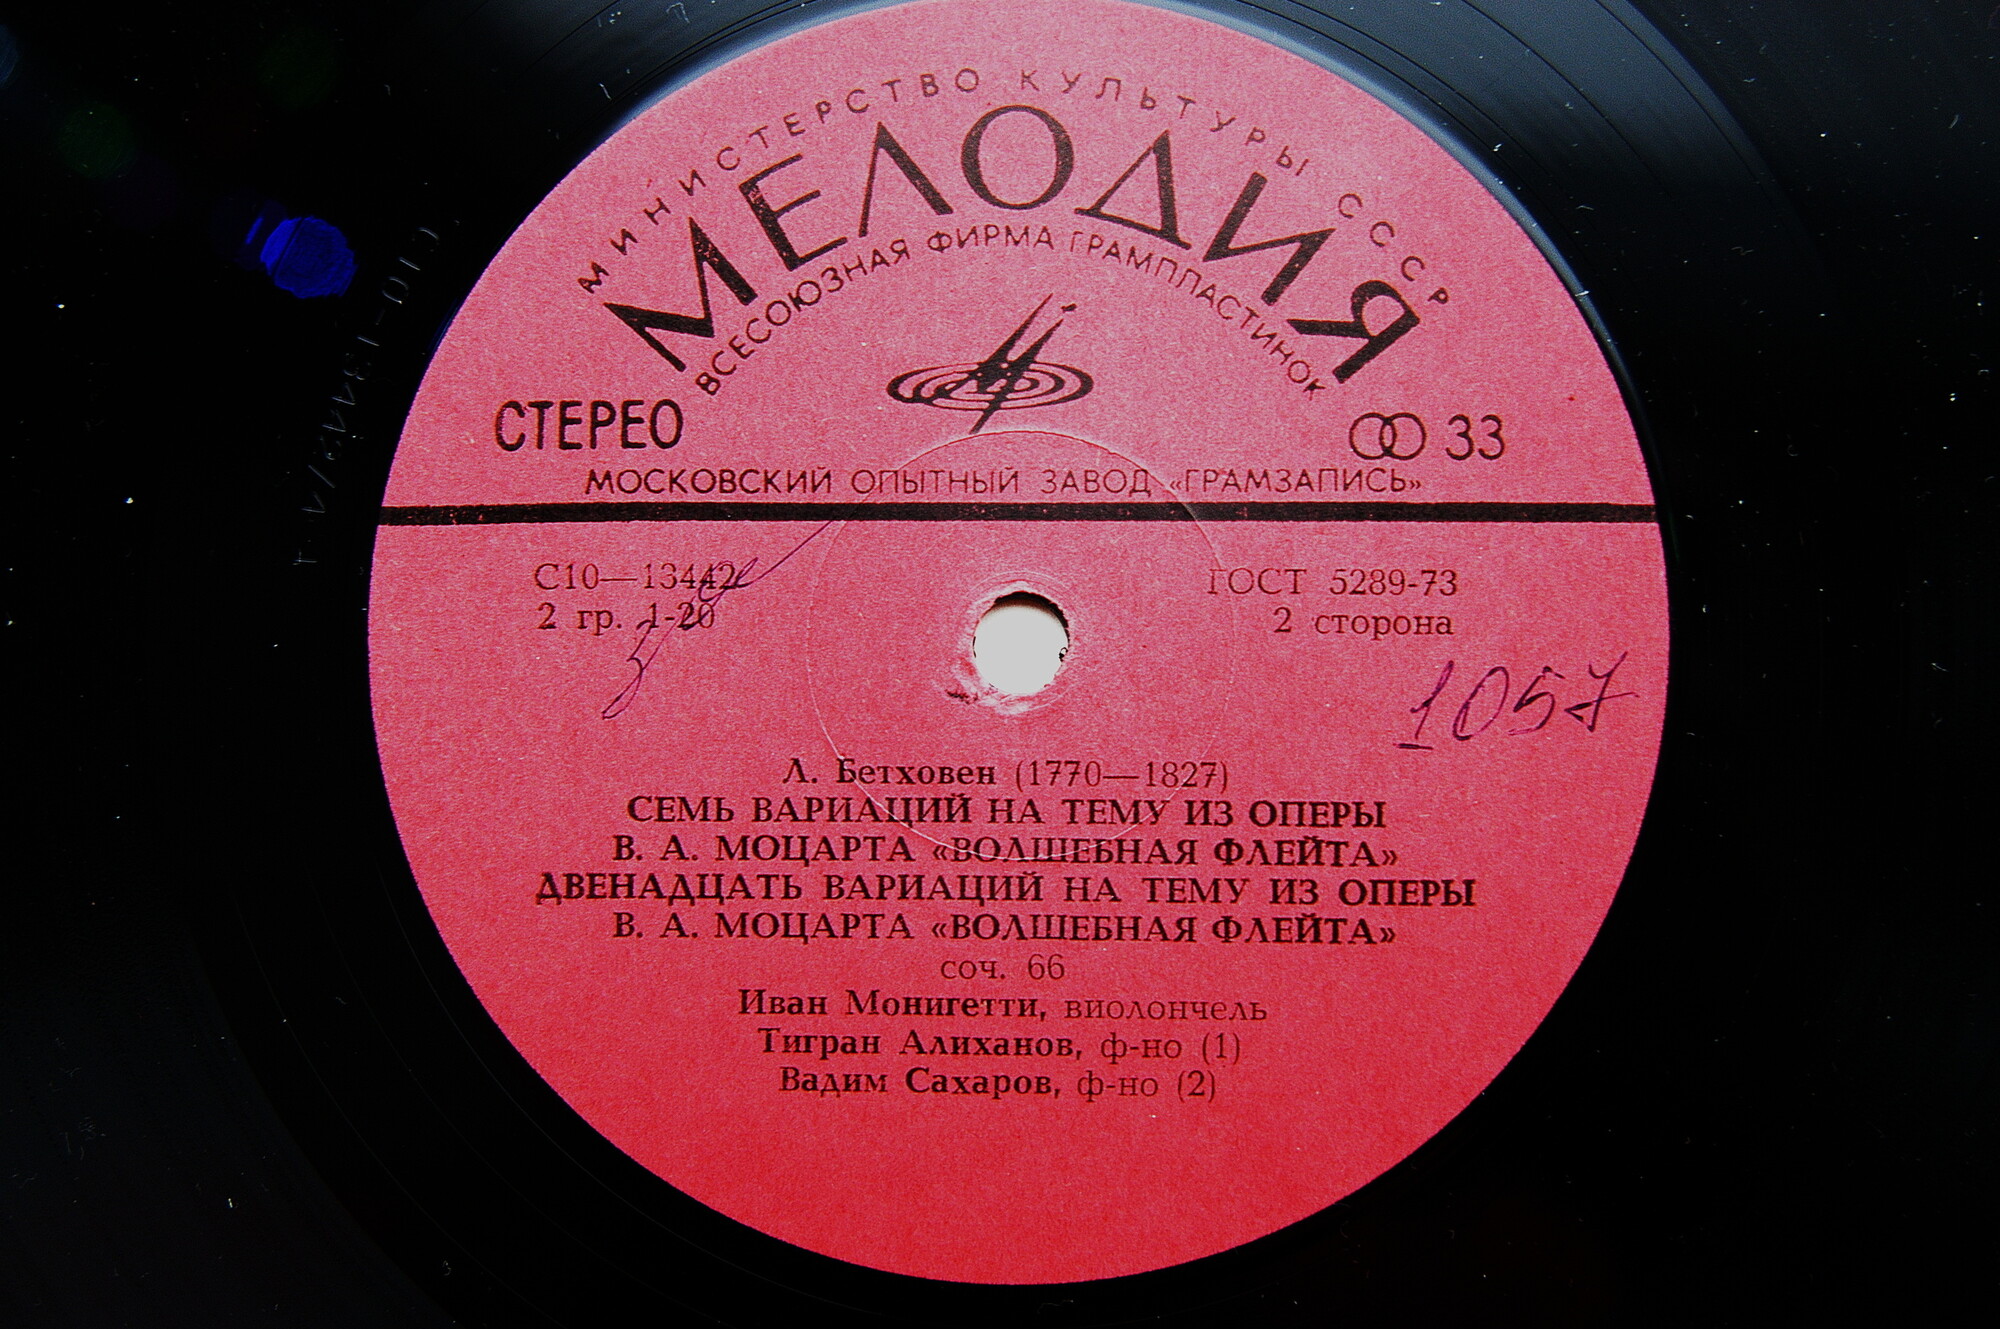 МИНИСТЕРСТВО КУЛЬТУРЫ СССР
МЕЛОДИЯ
ВСЕСОЮЗНАЯ ФИРМА ГРАМПЛАСТИНОК
СТЕРЕО
33
МОСКОВСКИЙ ОПЫТНЫЙ ЗАВОД «ГРАМЗАПИСЬ»
С10—13442
ГОСТ 5289-73
2 гр. 1-20
2 сторона
1057
Л. Бетховен (1770—1827)
СЕМЬ ВАРИАЦИЙ НА ТЕМУ ИЗ ОПЕРЫ
В. А. МОЦАРТА «ВОЛШЕБНАЯ ФЛЕЙТА»
ДВЕНАДЦАТЬ ВАРИАЦИЙ НА ТЕМУ ИЗ ОПЕРЫ
В. А. МОЦАРТА «ВОЛШЕБНАЯ ФЛЕЙТА»
соч. 66
Иван Монигетти, виолончель
Тигран Алиханов, ф-но (1)
Вадим Сахаров, ф-но (2)